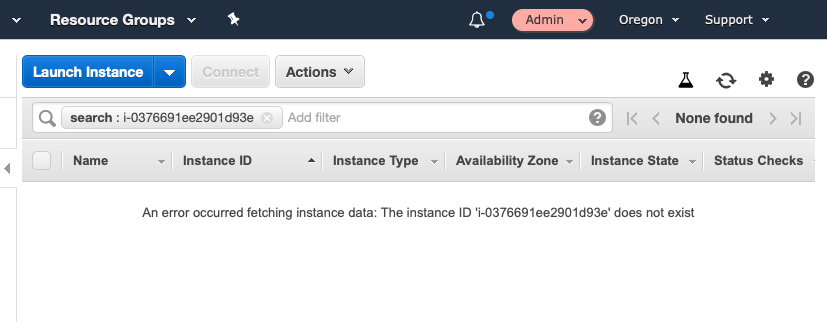 Resource Groups Admin Oregon Support
Launch Instance Connect Actions
search : i-0376691ee2901d93e Add filter None found
Name Instance ID Instance Type Availability Zone Instance State Status Checks
An error occurred fetching instance data: The instance ID 'i-0376691ee2901d93e' does not exist